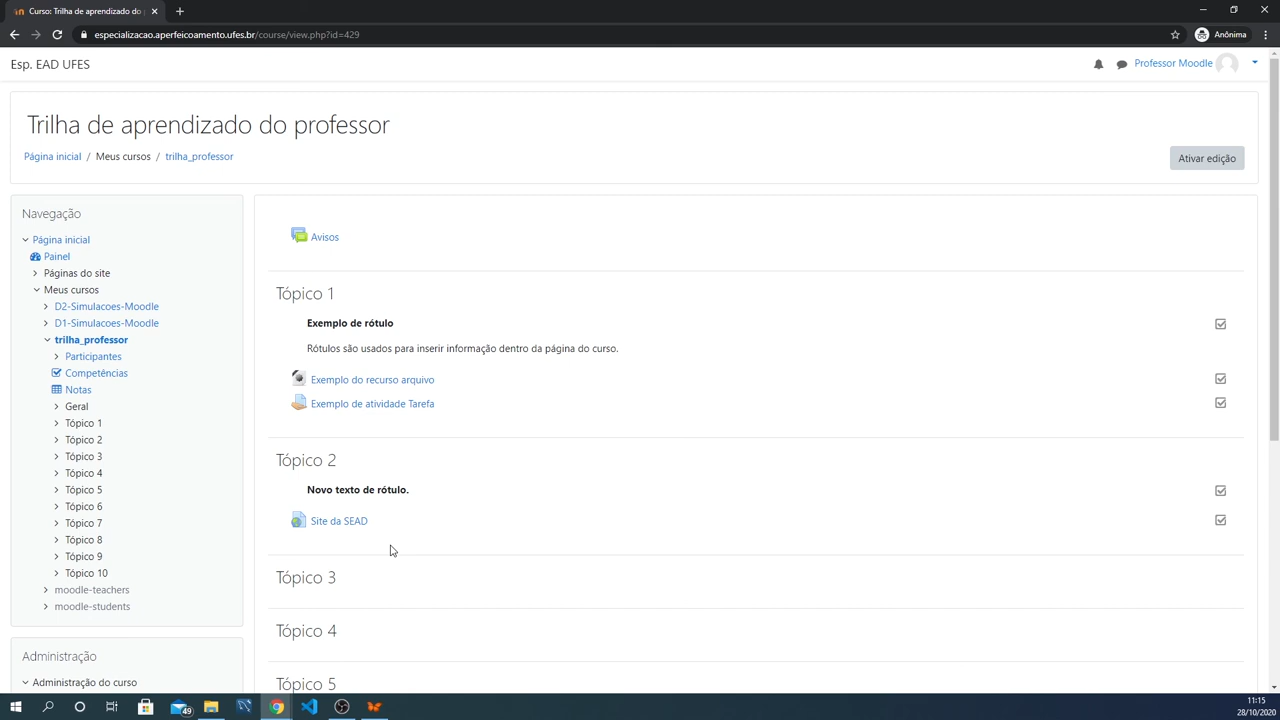 Curso: Trilha de aprendizado do p
especializacao.aperfeicoamento.ufes.br/course/view.php?id=429
Anônima
Esp. EAD UFES
Professor Moodle
Trilha de aprendizado do professor
Página inicial / Meus cursos / trilha_professor
Ativar edição
Navegação
Página inicial
Painel
Páginas do site
Meus cursos
D2-Simulacoes-Moodle
D1-Simulacoes-Moodle
trilha_professor
Participantes
Competências
Notas
Geral
Tópico 1
Tópico 2
Tópico 3
Tópico 4
Tópico 5
Tópico 6
Tópico 7
Tópico 8
Tópico 9
Tópico 10
moodle-teachers
moodle-students
Administração
Administração do curso
Avisos
Tópico 1
Exemplo de rótulo
Rótulos são usados para inserir informação dentro da página do curso.
Exemplo do recurso arquivo
Exemplo de atividade Tarefa
Tópico 2
Novo texto de rótulo.
Site da SEAD
Tópico 3
Tópico 4
Tópico 5
49
11:15
28/10/2020